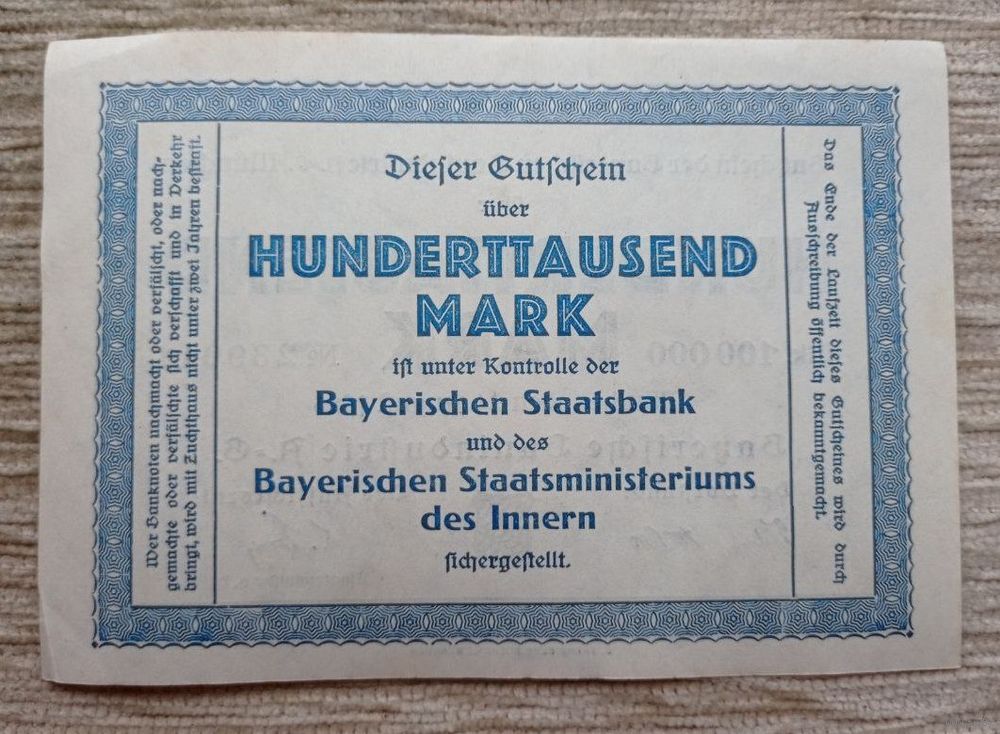 Dieser Gutschein
über
HUNDERTTAUSEND
MARK
ist unter Kontrolle der
Bayerischen Staatsbank
und des
Bayerischen Staatsministeriums
des Innern
sichergestellt.
Wer Banknoten nachmacht oder verfälscht, oder nach-
gemachte oder verfälschte sich verschafft und in Verkehr
bringt, wird mit Zuchthaus nicht unter zwei Jahren bestraft.
Das Ende der Laufzeit dieses Gutscheines wird durch
Ausschreibung öffentlich bekanntgemacht.